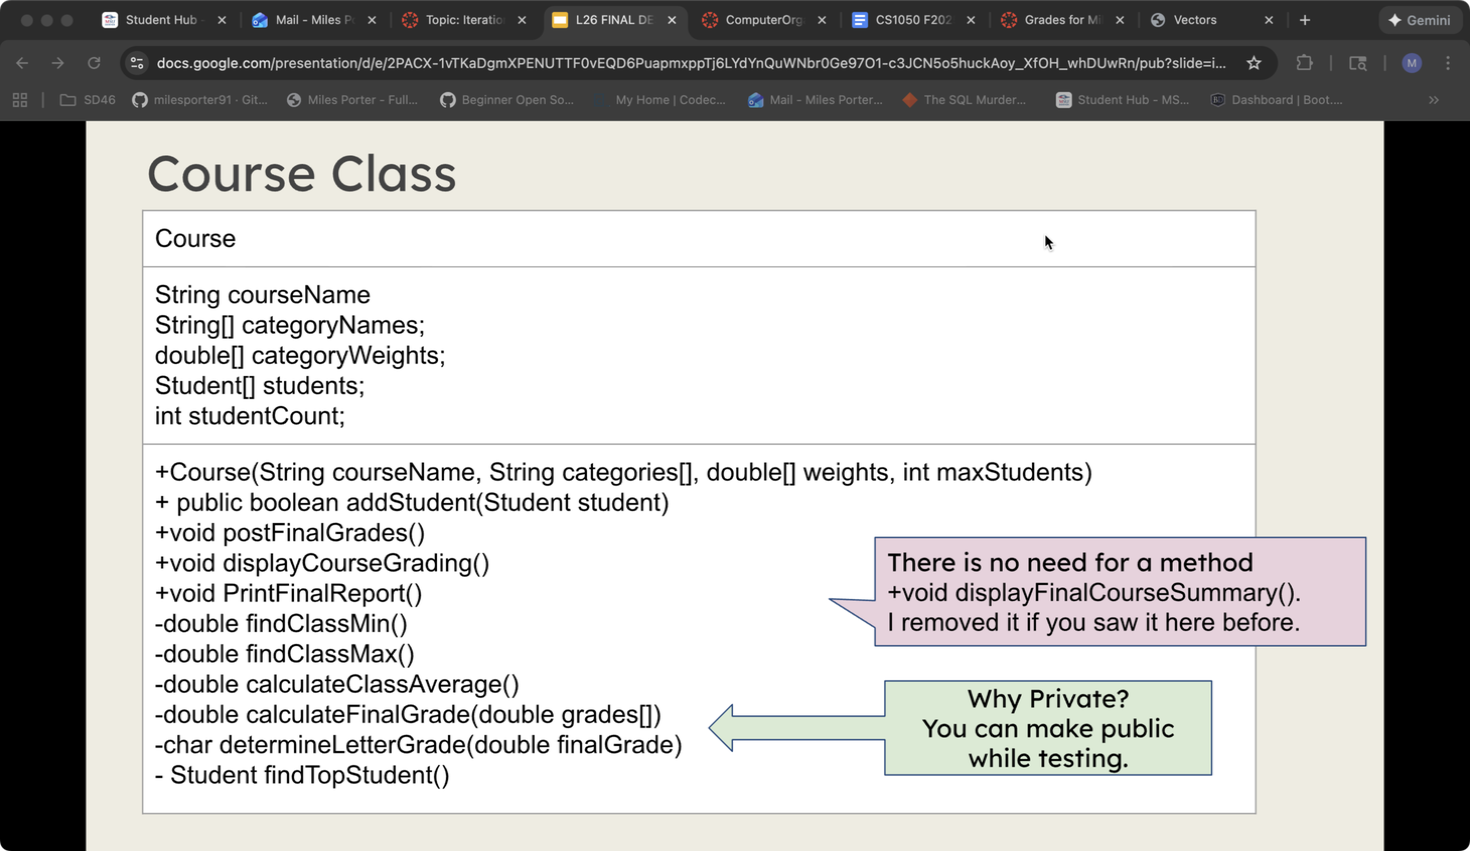 Student Hub
Mail - Miles P
Topic: Iteratio
L26 FINAL DE
ComputerOrg
CS1050 F202
Grades for Mi
Vectors
Gemini
docs.google.com/presentation/d/e/2PACX-1vTKaDgmXPENUTTF0vEQD6PuapmxppTj6LYdYnQuWNbr0Ge97O1-c3JCN5o5huckAoy_XfOH_whDUwRn/pub?slide=i...
M
SD46
milesporter91 · Git...
Miles Porter - Full...
Beginner Open So...
My Home | Codec...
Mail - Miles Porter...
The SQL Murder...
Student Hub - MS...
Dashboard | Boot....
Course Class
Course
String courseName
String[] categoryNames;
double[] categoryWeights;
Student[] students;
int studentCount;
+Course(String courseName, String categories[], double[] weights, int maxStudents)
+ public boolean addStudent(Student student)
+void postFinalGrades()
+void displayCourseGrading()
+void PrintFinalReport()
-double findClassMin()
-double findClassMax()
-double calculateClassAverage()
-double calculateFinalGrade(double grades[])
-char determineLetterGrade(double finalGrade)
- Student findTopStudent()
There is no need for a method
+void displayFinalCourseSummary().
I removed it if you saw it here before.
Why Private?
You can make public
while testing.